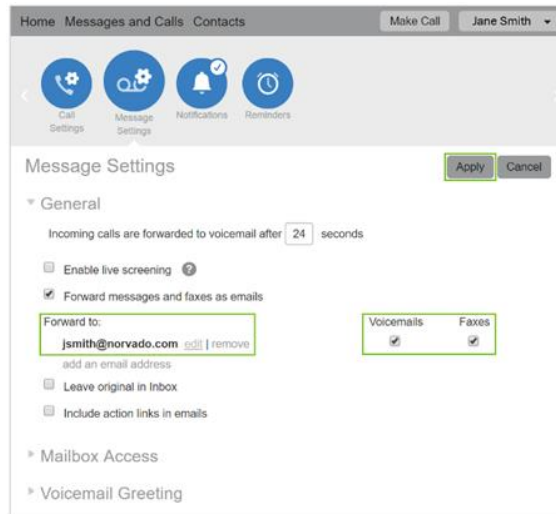 Home Messages and Calls Contacts Make Call Jane Smith
Call Settings
Message Settings
Notifications
Reminders
Message Settings Apply Cancel
General
Incoming calls are forwarded to voicemail after 24 seconds
Enable live screening ?
Forward messages and faxes as emails
Forward to: Voicemails Faxes
jsmith@norvado.com edit | remove
add an email address
Leave original in Inbox
Include action links in emails
Mailbox Access
Voicemail Greeting